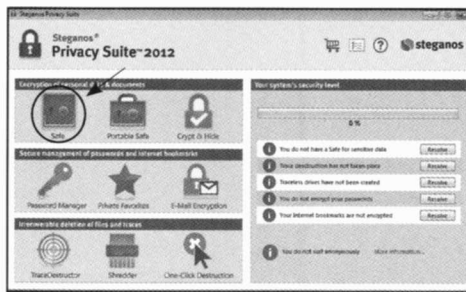 Steganos Privacy Suite 2012
Steganos®
Privacy Suite™ 2012
steganos
Encryption of personal data & documents
Safe
Portable Safe
Crypt & Hide
Secure management of passwords and internet bookmarks
Password Manager
Private Favorites
E-Mail Encryption
Irreversible deletion of files and traces
TraceDestructor
Shredder
One-Click Destruction
Your system's security level
0 %
You do not have a Safe for sensitive data
Resolve
Trace destruction has not taken place
Resolve
Traceless drives have not been created
Resolve
You do not encrypt your passwords
Resolve
Your Internet bookmarks are not encrypted
Resolve
You do not surf anonymously
More information...